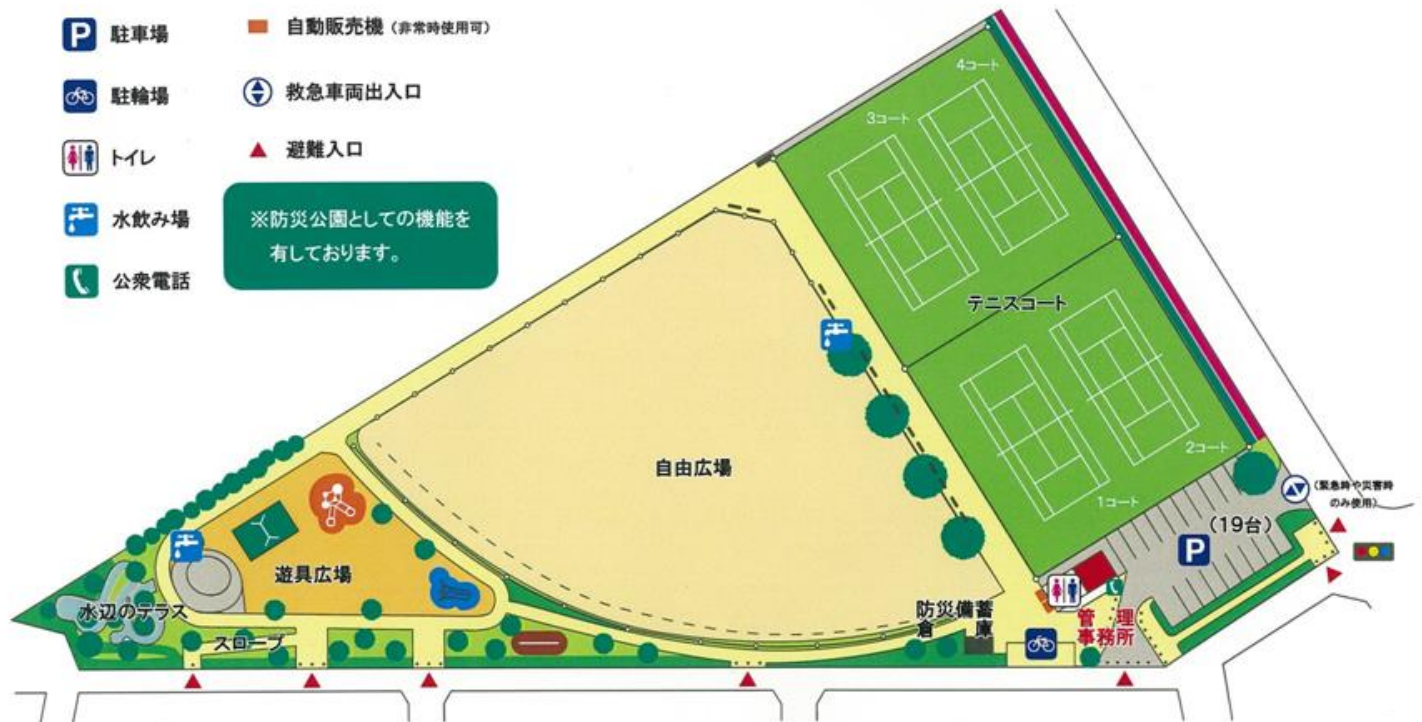 P 駐車場
自動販売機（非常時使用可）
駐輪場
救急車両出入口
トイレ
避難入口
水飲み場
※防災公園としての機能を
有しております。
公衆電話
4コート
3コート
テニスコート
2コート
1コート
自由広場
（緊急時や災害時
のみ使用）
（19台）
P
遊具広場
水辺のテラス
スロープ
防災備蓄
倉庫
管理
事務所